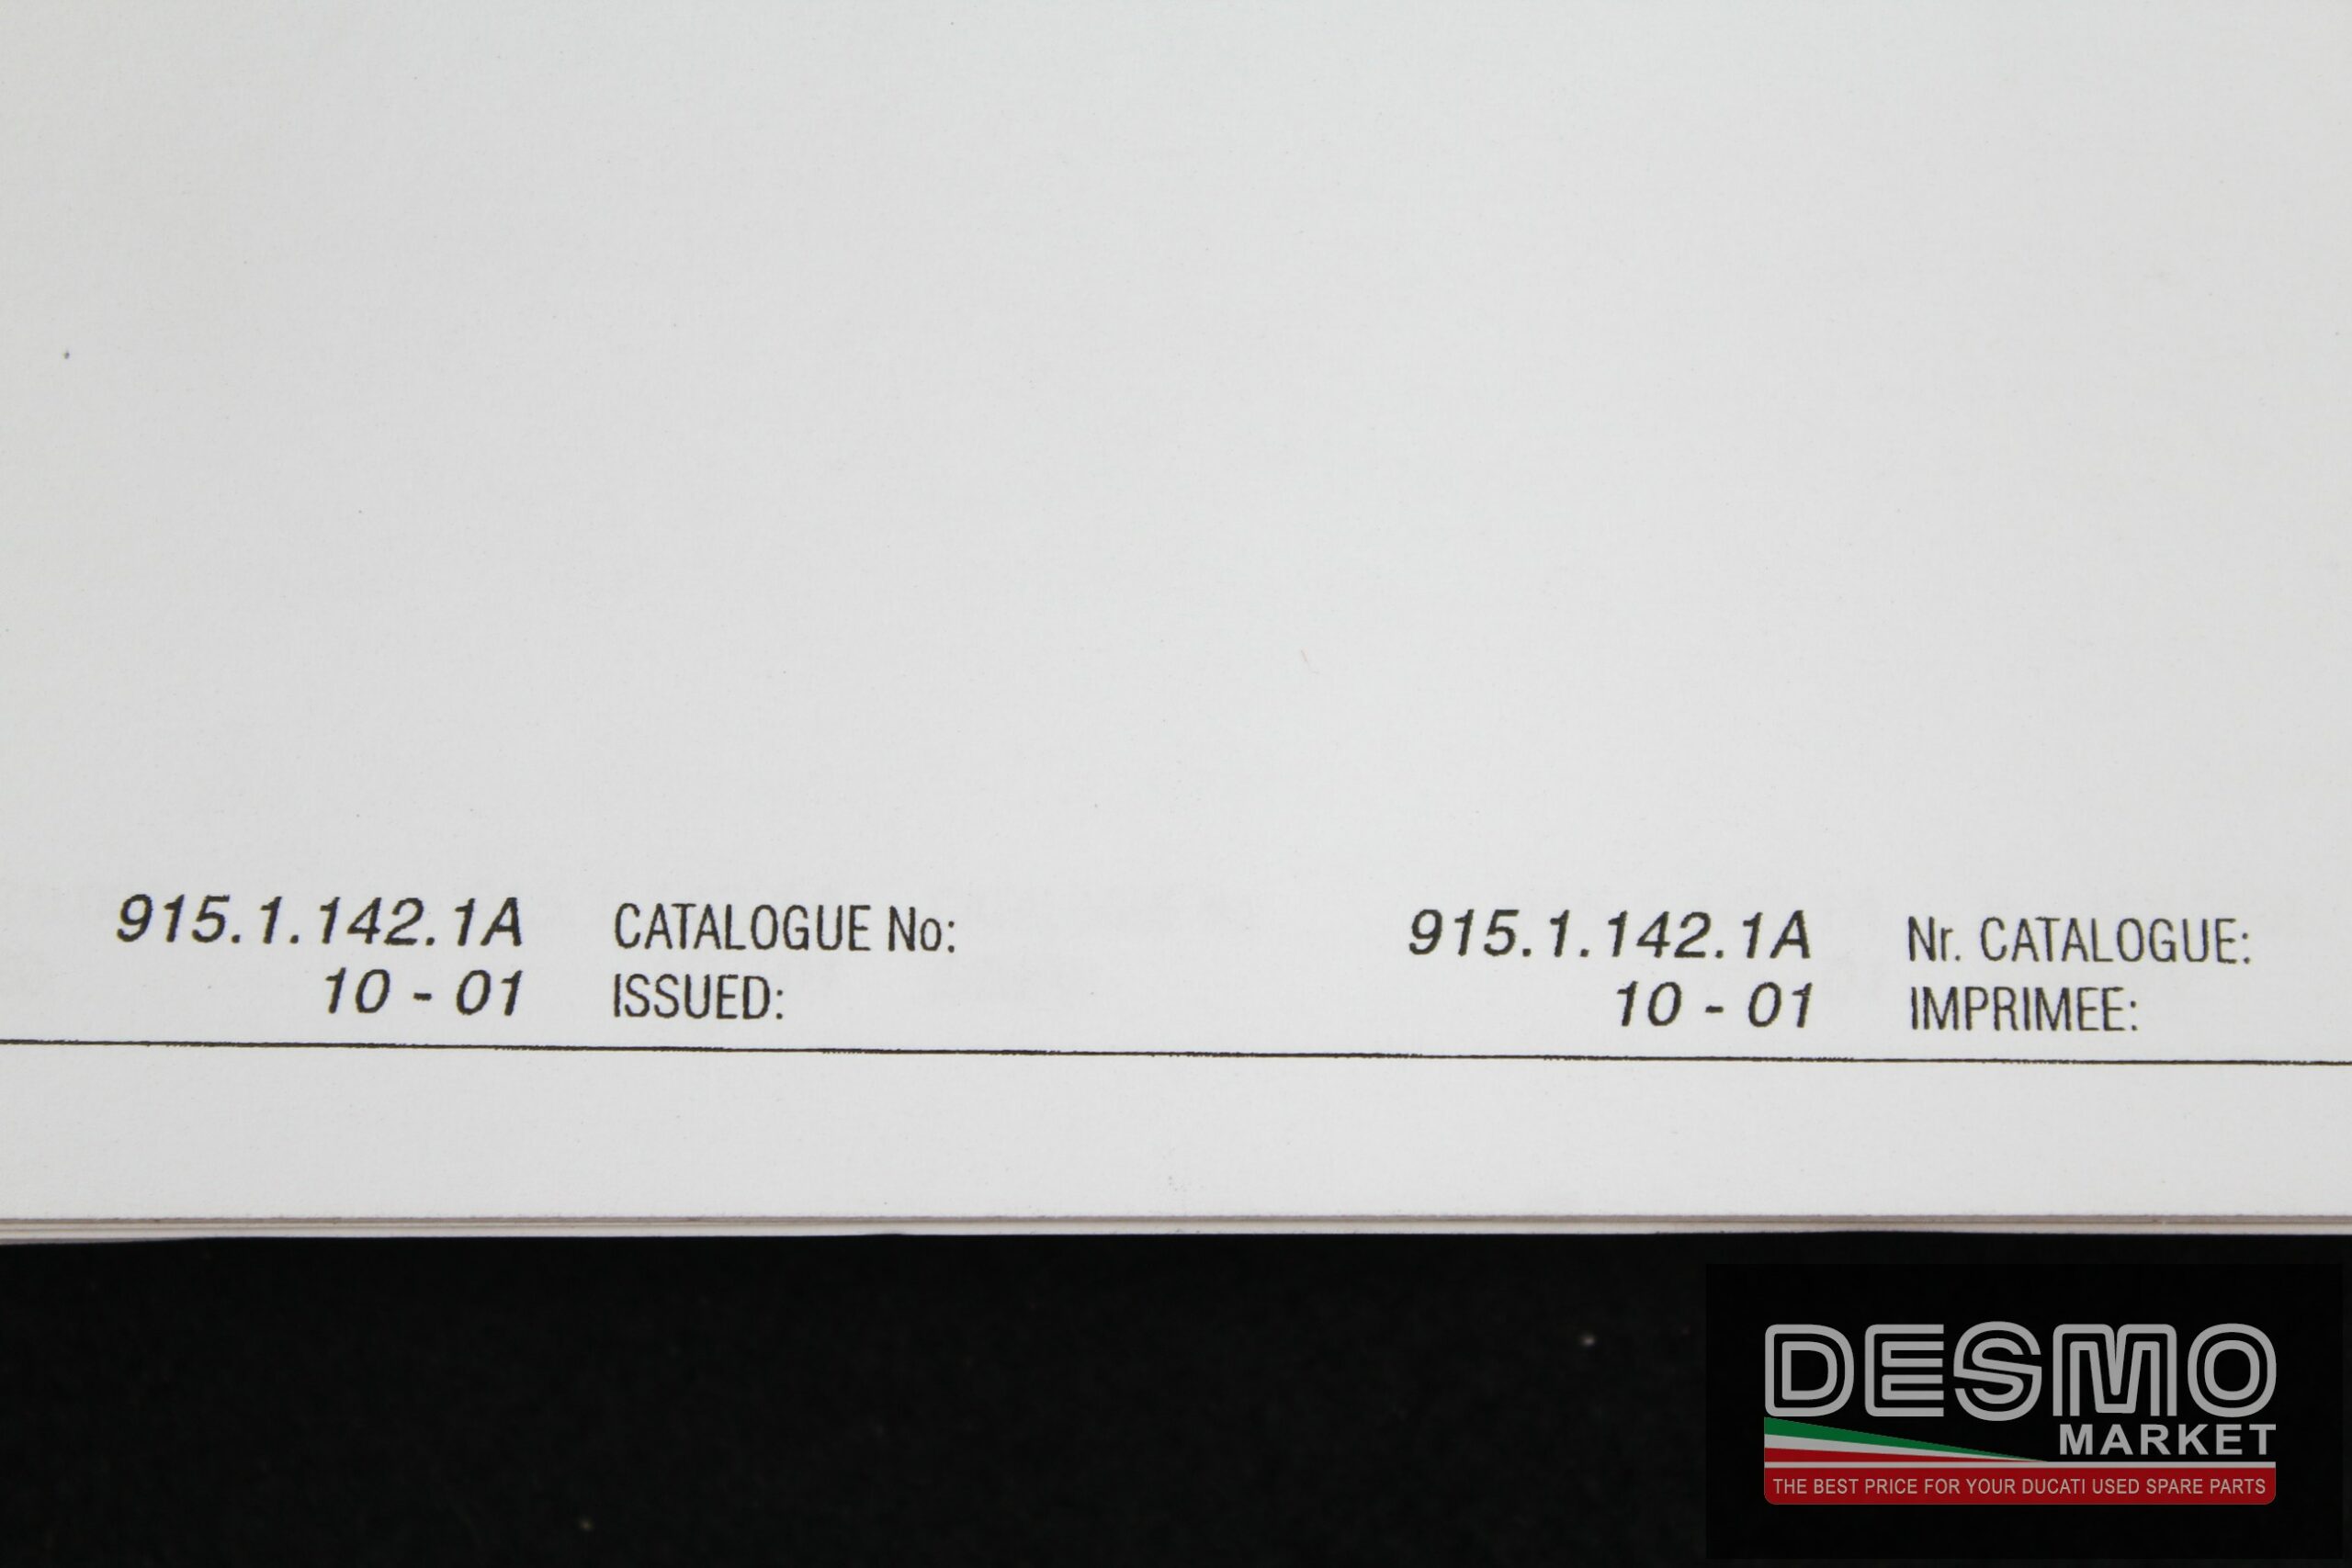 915.1.142.1A CATALOGUE No: 915.1.142.1A Nr. CATALOGUE:
10 - 01 ISSUED: 10 - 01 IMPRIMEE:
DESMO
MARKET
THE BEST PRICE FOR YOUR DUCATI USED SPARE PARTS